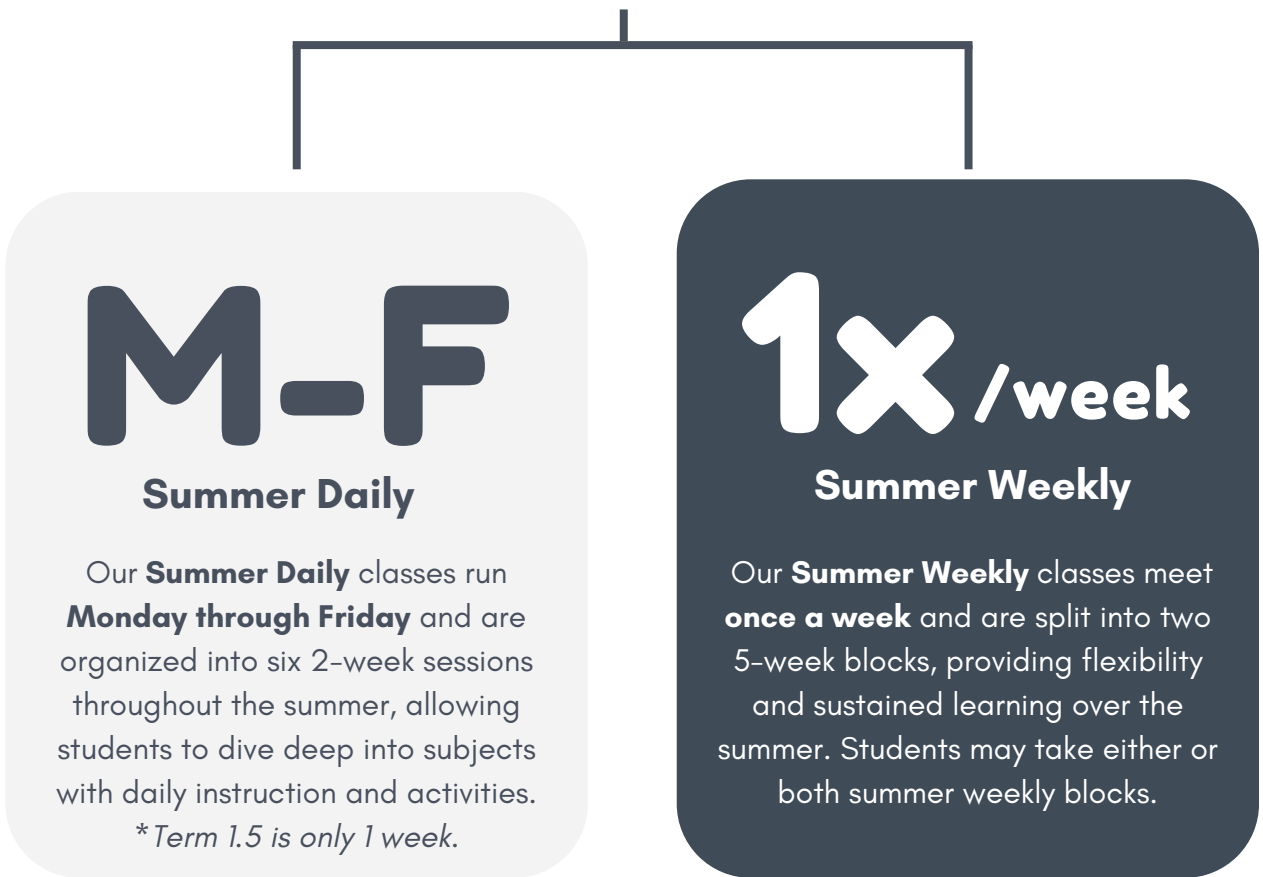 M-F
Summer Daily
Our Summer Daily classes run
Monday through Friday and are
organized into six 2-week sessions
throughout the summer, allowing
students to dive deep into subjects
with daily instruction and activities.
*Term 1.5 is only 1 week.
1x/week
Summer Weekly
Our Summer Weekly classes meet
once a week and are split into two
5-week blocks, providing flexibility
and sustained learning over the
summer. Students may take either or
both summer weekly blocks.